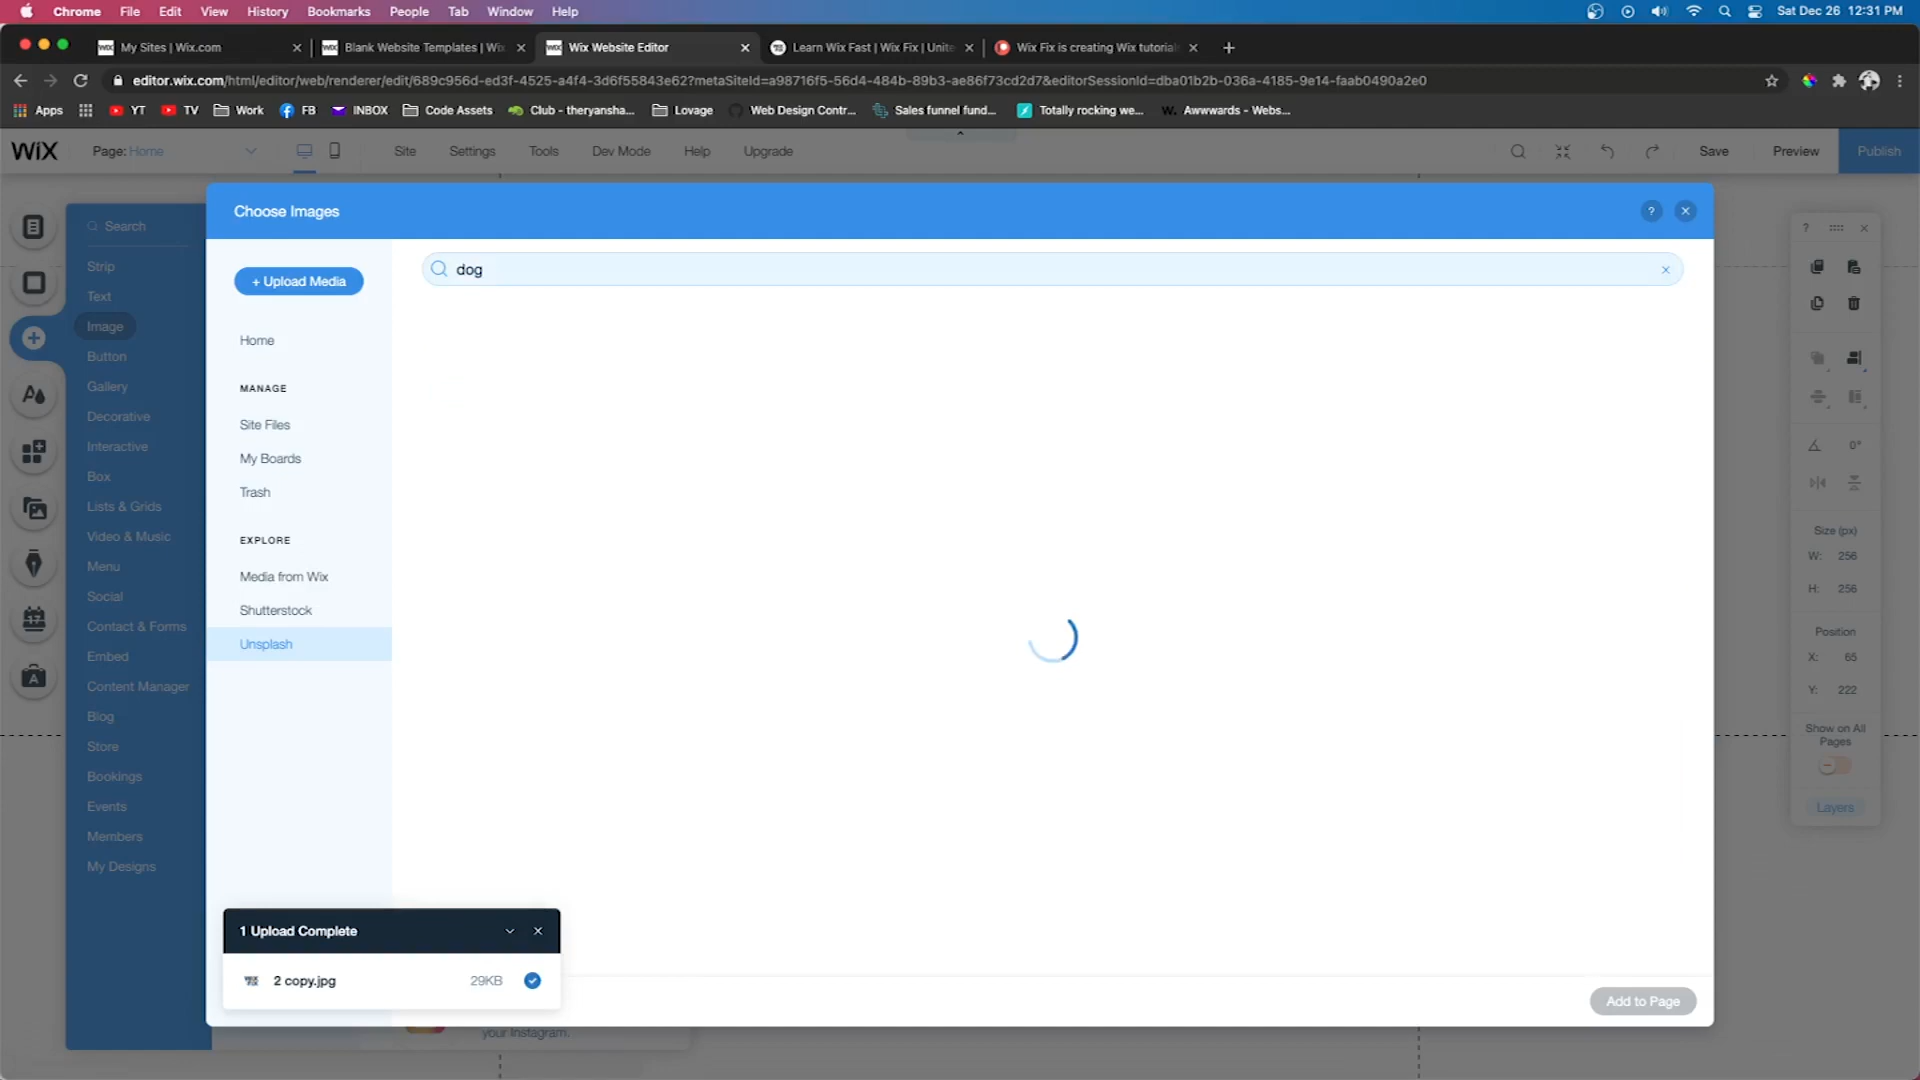 Chrome File Edit View History Bookmarks People Tab Window Help Sat Dec 26 12:31 PM
WIX My Sites | Wix.com WIX Blank Website Templates | Wix WIX Wix Website Editor Learn Wix Fast | Wix Fix | Unite Wix Fix is creating Wix tutorial
editor.wix.com/html/editor/web/renderer/edit/689c956d-ed3f-4525-a4f4-3d6f55843e62?metaSiteId=a98716f5-56d4-484b-89b3-ae86f73cd2d7&editorSessionId=dba01b2b-036a-4185-9e14-faab0490a2e0
Apps YT TV Work FB INBOX Code Assets Club - theryansha... Lovage Web Design Contr... Sales funnel fund... Totally rocking we... W. Awwwards - Webs...
WIX Page: Home Site Settings Tools Dev Mode Help Upgrade Save Preview Publish
Choose Images
?
Search
Strip
Text
Image
Button
Gallery
Decorative
Interactive
Box
Lists & Grids
Video & Music
Menu
Social
Contact & Forms
Embed
Content Manager
Blog
Store
Bookings
Events
Members
My Designs
+ Upload Media
dog
Home
MANAGE
Site Files
My Boards
Trash
EXPLORE
Media from Wix
Shutterstock
Unsplash
1 Upload Complete
2 copy.jpg 29KB
Add to Page
your Instagram.
?
0°
Size (px)
W: 256
H: 256
Position
X: 65
Y: 222
Show on All
Pages
Layers
17
A